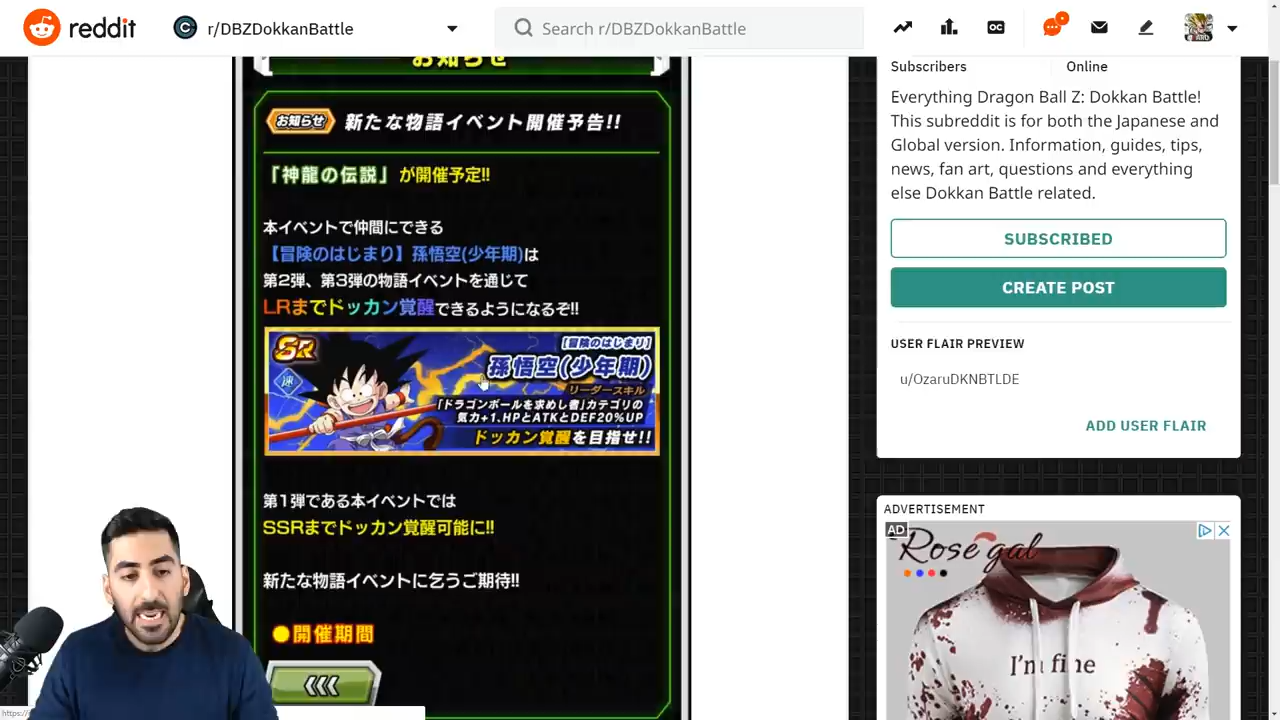 reddit
r/DBZDokkanBattle
Search r/DBZDokkanBattle
お知らせ
お知らせ
新たな物語イベント開催予告!!
「神龍の伝説」が開催予定!!
本イベントで仲間にできる
【冒険のはじまり】孫悟空(少年期)は
第2弾、第3弾の物語イベントを通じて
LRまでドッカン覚醒できるようになるぞ!!
SR
速
[冒険のはじまり]
孫悟空(少年期)
リーダースキル
「ドラゴンボールを求めし者」カテゴリの
気力+1、HPとATKとDEF20%UP
ドッカン覚醒を目指せ!!
第1弾である本イベントでは
SSRまでドッカン覚醒可能に!!
新たな物語イベントに乞うご期待!!
●開催期間
Subscribers
Online
Everything Dragon Ball Z: Dokkan Battle!
This subreddit is for both the Japanese and
Global version. Information, guides, tips,
news, fan art, questions and everything
else Dokkan Battle related.
SUBSCRIBED
CREATE POST
USER FLAIR PREVIEW
u/OzaruDKNBTLDE
ADD USER FLAIR
ADVERTISEMENT
AD
Rosegal
I'm fine
https://